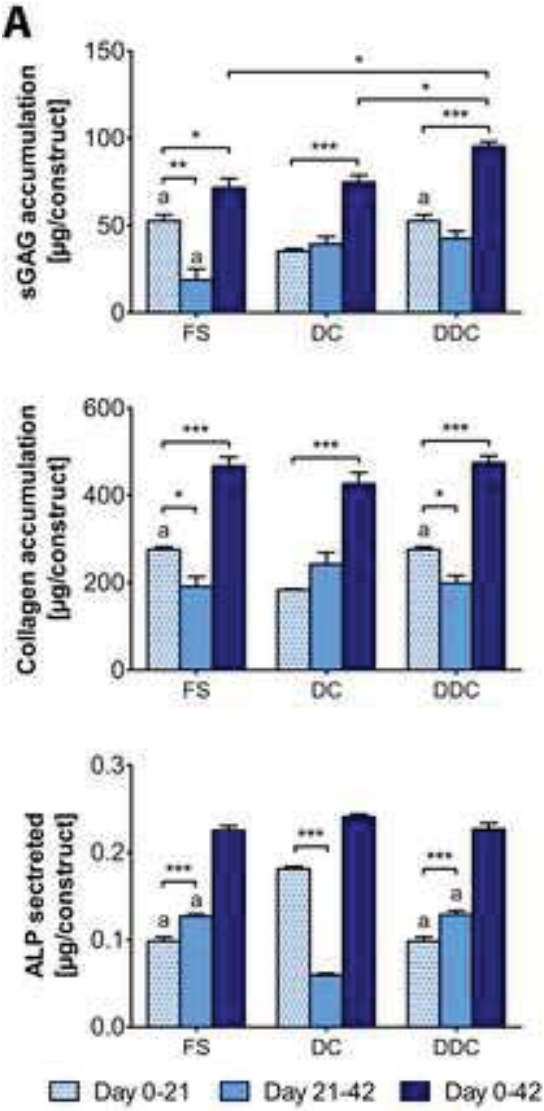 A
sGAG accumulation
[µg/construct]
150
100
50
0
*
*
***
*
**
***
a
a
a
FS
DC
DDC
Collagen accumulation
[µg/construct]
600
400
200
0
***
***
***
*
*
a
a
FS
DC
DDC
ALP sectreted
[µg/construct]
0.3
0.2
0.1
0.0
***
***
***
a
a
a
a
FS
DC
DDC
Day 0-21
Day 21-42
Day 0-42